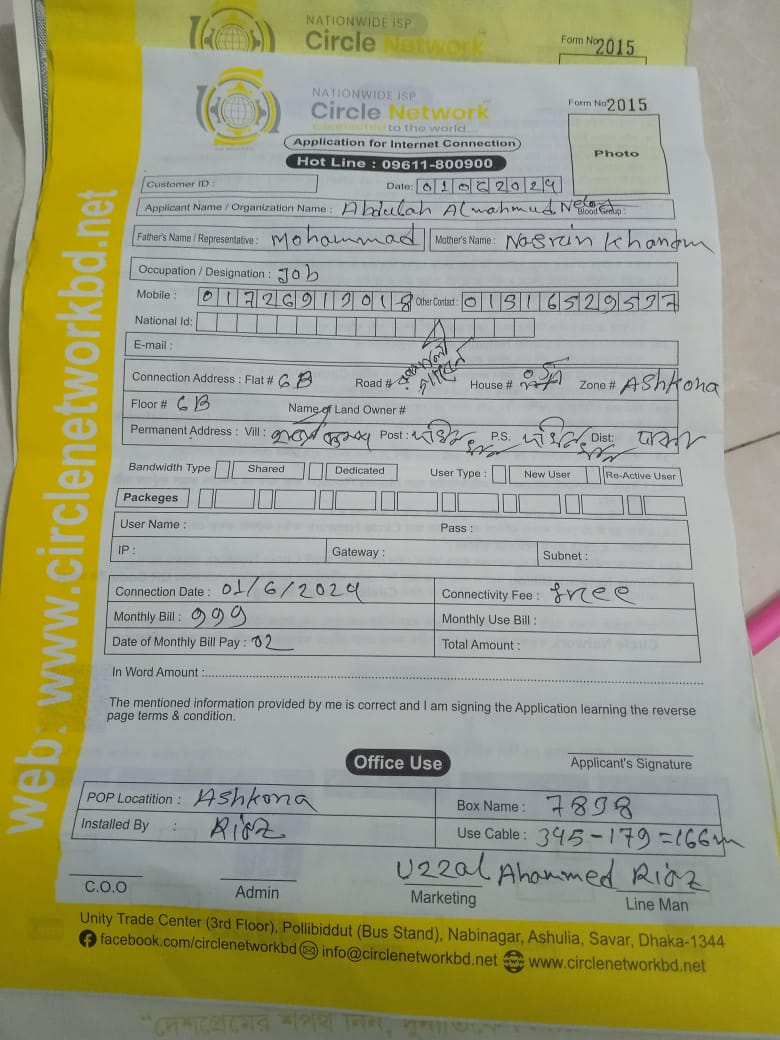 NATIONWIDE ISP
Circle Network
Form No 2015
NATIONWIDE ISP
Circle Network
Connected to the world....
Form No 2015
Application for Internet Connection
Photo
Hot Line : 09611-800900
Customer ID :
Date: 01062024
Applicant Name / Organization Name : Abdulah Almahmud
Blood Group :
Father's Name / Representative : Mohammad
Mother's Name : Nasrin Khanom
Occupation / Designation : Job
Mobile :
Other Contact : 01516529537
National Id:
E-mail :
Connection Address : Flat # 6B Road # House # Zone # Ashkona
Floor # 6B Name of Land Owner #
Permanent Address : Vill : Post : P.S. Dist:
Bandwidth Type Shared Dedicated User Type : New User Re-Active User
Packeges
User Name : Pass :
IP : Gateway : Subnet :
Connection Date : 01/6/2024 Connectivity Fee : free
Monthly Bill : 999 Monthly Use Bill :
Date of Monthly Bill Pay : 02 Total Amount :
In Word Amount :
The mentioned information provided by me is correct and I am signing the Application learning the reverse
page terms & condition.
Office Use
Applicant's Signature
POP Locatition : Ashkona Box Name : 7898
Installed By : Riaz Use Cable : 345-179=166m
Uzzal Ahammed Riaz
C.O.O Admin Marketing Line Man
Unity Trade Center (3rd Floor), Pollibiddut (Bus Stand), Nabinagar, Ashulia, Savar, Dhaka-1344
facebook.com/circlenetworkbd info@circlenetworkbd.net www.circlenetworkbd.net
web: www.circlenetworkbd.net